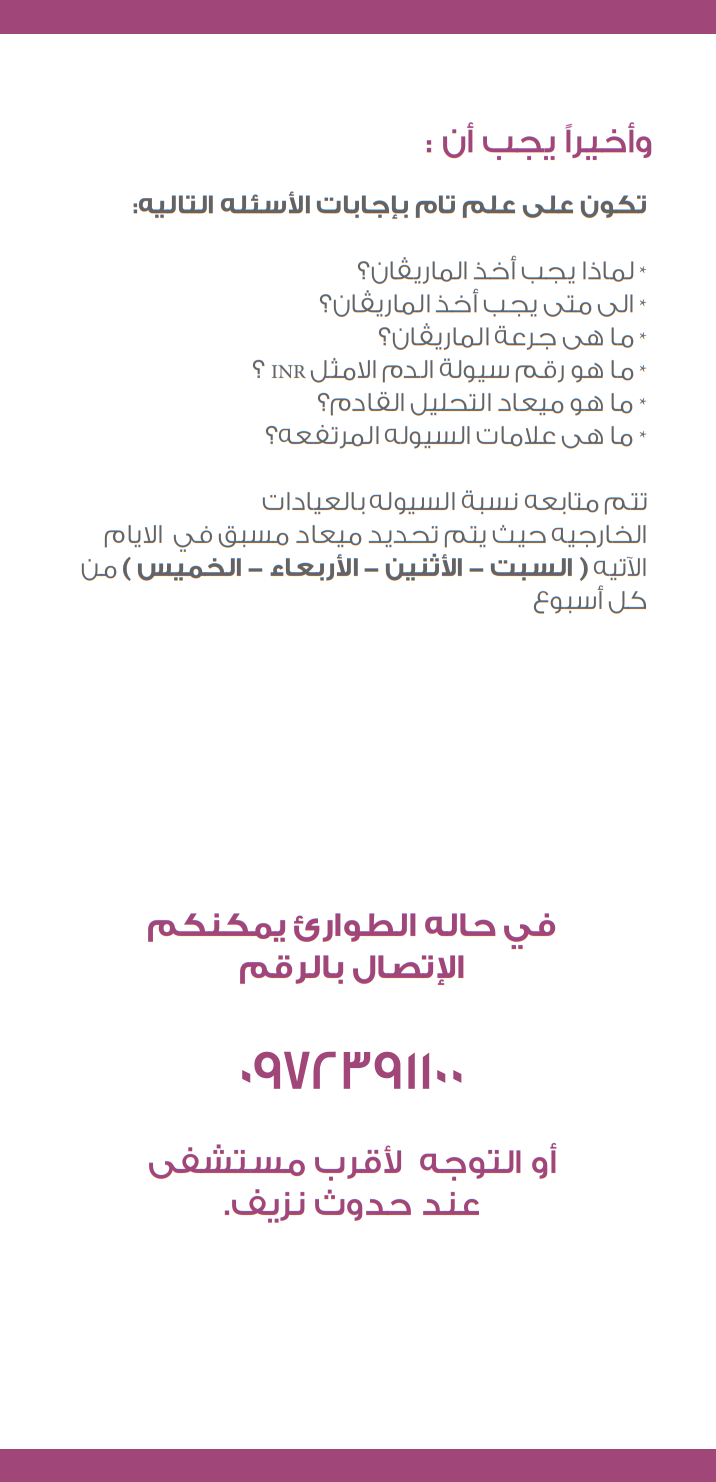 وأخيراً يجب أن :
تكون على علم تام بإجابات الأسئله التاليه:
* لماذا يجب أخذ الماريڤان؟
* الى متى يجب أخذ الماريڤان؟
* ما هى جرعة الماريڤان؟
* ما هو رقم سيولة الدم الامثل INR ؟
* ما هو ميعاد التحليل القادم؟
* ما هى علامات السيوله المرتفعه؟
تتم متابعه نسبة السيوله بالعيادات
الخارجيه حيث يتم تحديد ميعاد مسبق في الايام
الآتيه ( السبت – الأثنين – الأربعاء – الخميس ) من
كل أسبوع
في حاله الطوارئ يمكنكم
الإتصال بالرقم
٠٩٧٢٣٩١١٠٠
أو التوجه لأقرب مستشفى
عند حدوث نزيف.